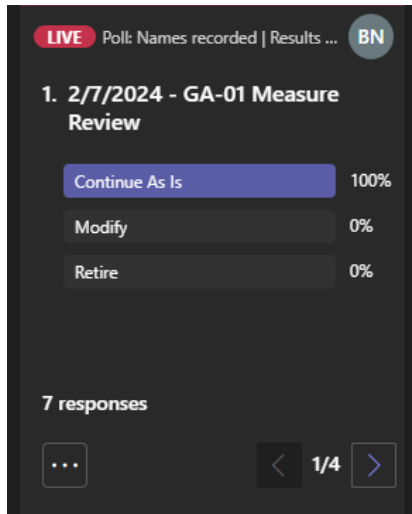 LIVE Poll: Names recorded | Results ... BN
1. 2/7/2024 - GA-01 Measure
Review
Continue As Is 100%
Modify 0%
Retire 0%
7 responses
... 1/4